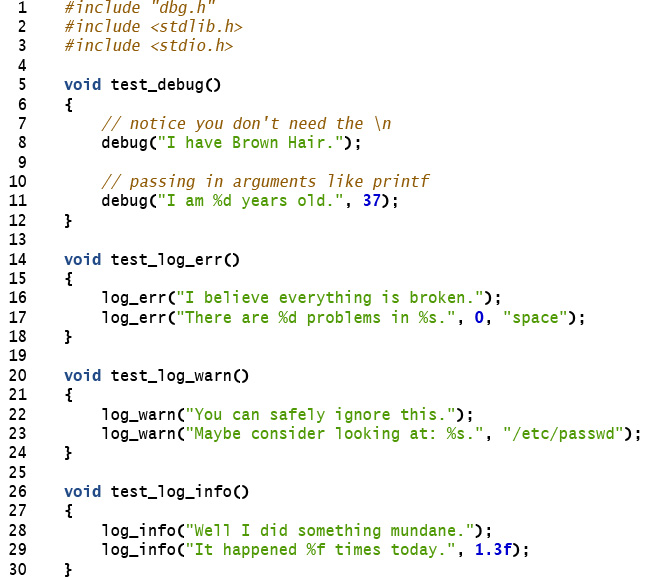 1 #include "dbg.h"
2 #include <stdlib.h>
3 #include <stdio.h>
4
5 void test_debug()
6 {
7     // notice you don't need the \n
8     debug("I have Brown Hair.");
9
10     // passing in arguments like printf
11     debug("I am %d years old.", 37);
12 }
13
14 void test_log_err()
15 {
16     log_err("I believe everything is broken.");
17     log_err("There are %d problems in %s.", 0, "space");
18 }
19
20 void test_log_warn()
21 {
22     log_warn("You can safely ignore this.");
23     log_warn("Maybe consider looking at: %s.", "/etc/passwd");
24 }
25
26 void test_log_info()
27 {
28     log_info("Well I did something mundane.");
29     log_info("It happened %f times today.", 1.3f);
30 }